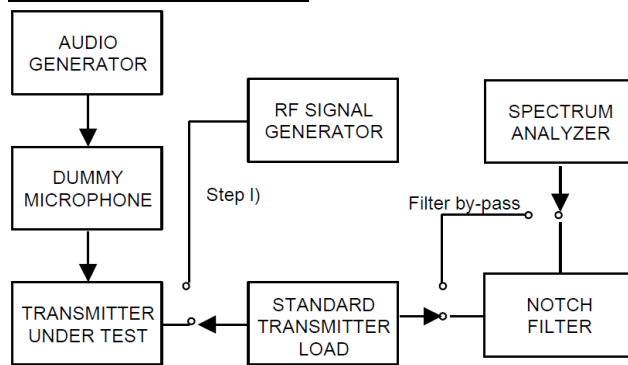 AUDIO
GENERATOR
RF SIGNAL
GENERATOR
SPECTRUM
ANALYZER
DUMMY
MICROPHONE
Step I)
Filter by-pass
TRANSMITTER
UNDER TEST
STANDARD
TRANSMITTER
LOAD
NOTCH
FILTER